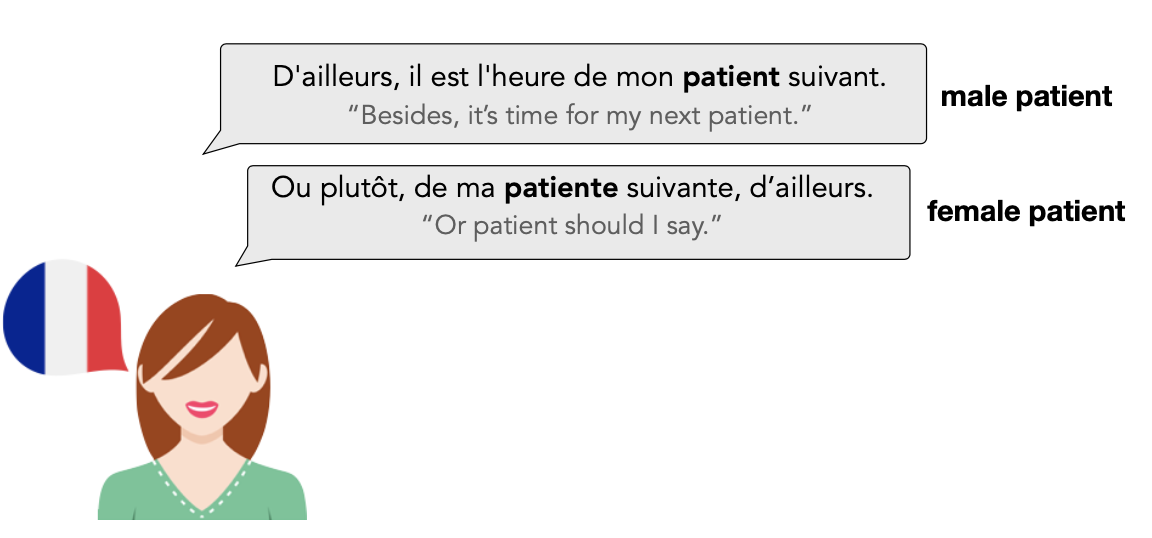 D'ailleurs, il est l'heure de mon patient suivant.
“Besides, it’s time for my next patient.”
male patient
Ou plutôt, de ma patiente suivante, d’ailleurs.
“Or patient should I say.”
female patient